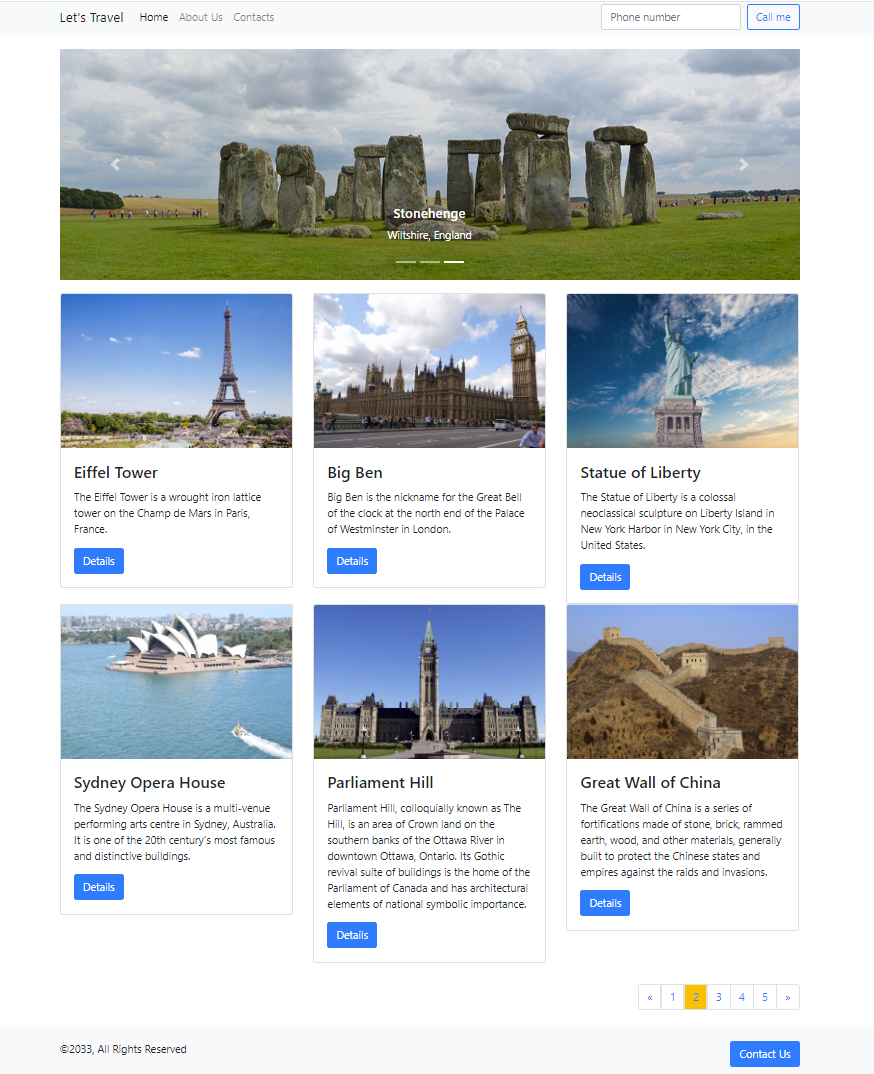 Let's Travel Home About Us Contacts Phone number Call me
Stonehenge
Wiltshire, England
Eiffel Tower
The Eiffel Tower is a wrought iron lattice
tower on the Champ de Mars in Paris,
France.
Details
Big Ben
Big Ben is the nickname for the Great Bell
of the clock at the north end of the Palace
of Westminster in London.
Details
Statue of Liberty
The Statue of Liberty is a colossal
neoclassical sculpture on Liberty Island in
New York Harbor in New York City, in the
United States.
Details
Sydney Opera House
The Sydney Opera House is a multi-venue
performing arts centre in Sydney, Australia.
It is one of the 20th century's most famous
and distinctive buildings.
Details
Parliament Hill
Parliament Hill, colloquially known as The
Hill, is an area of Crown land on the
southern banks of the Ottawa River in
downtown Ottawa, Ontario. Its Gothic
revival suite of buildings is the home of the
Parliament of Canada and has architectural
elements of national symbolic importance.
Details
Great Wall of China
The Great Wall of China is a series of
fortifications made of stone, brick, rammed
earth, wood, and other materials, generally
built to protect the Chinese states and
empires against the raids and invasions.
Details
« 1 2 3 4 5 »
©2033, All Rights Reserved Contact Us